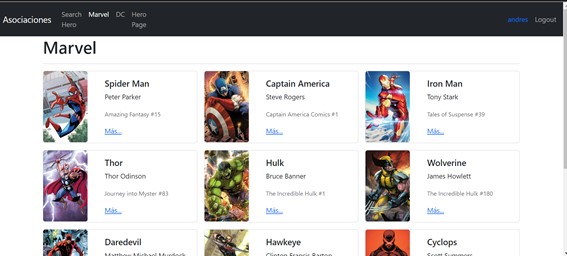 Asociaciones
Search Hero
Marvel
DC
Hero Page
andres
Logout
Marvel
Spider Man
Peter Parker
Amazing Fantasy #15
Más...
Captain America
Steve Rogers
Captain America Comics #1
Más...
Iron Man
Tony Stark
Tales of Suspense #39
Más...
Thor
Thor Odinson
Journey into Myster #83
Más...
Hulk
Bruce Banner
The Incredible Hulk #1
Más...
Wolverine
James Howlett
The Incredible Hulk #180
Más...
Daredevil
Matthew Michael Murdock
Hawkeye
Clinton Francis Barton
Cyclops
Scott Summers